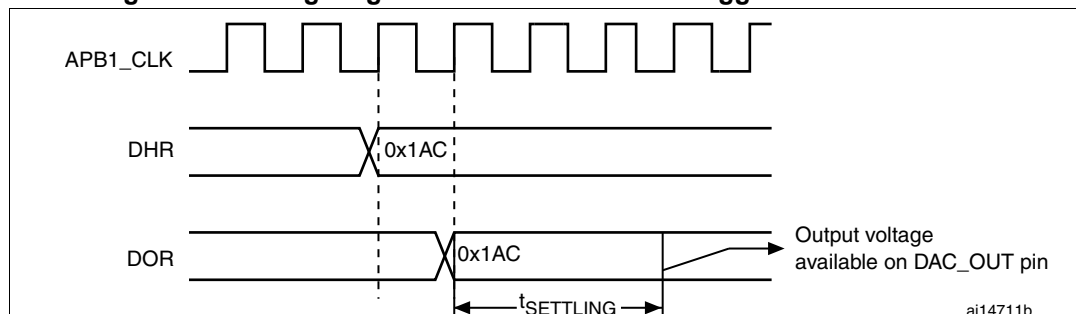 APB1_CLK
DHR
0x1AC
DOR
0x1AC
Output voltage
available on DAC_OUT pin
tSETTLING
ai14711b